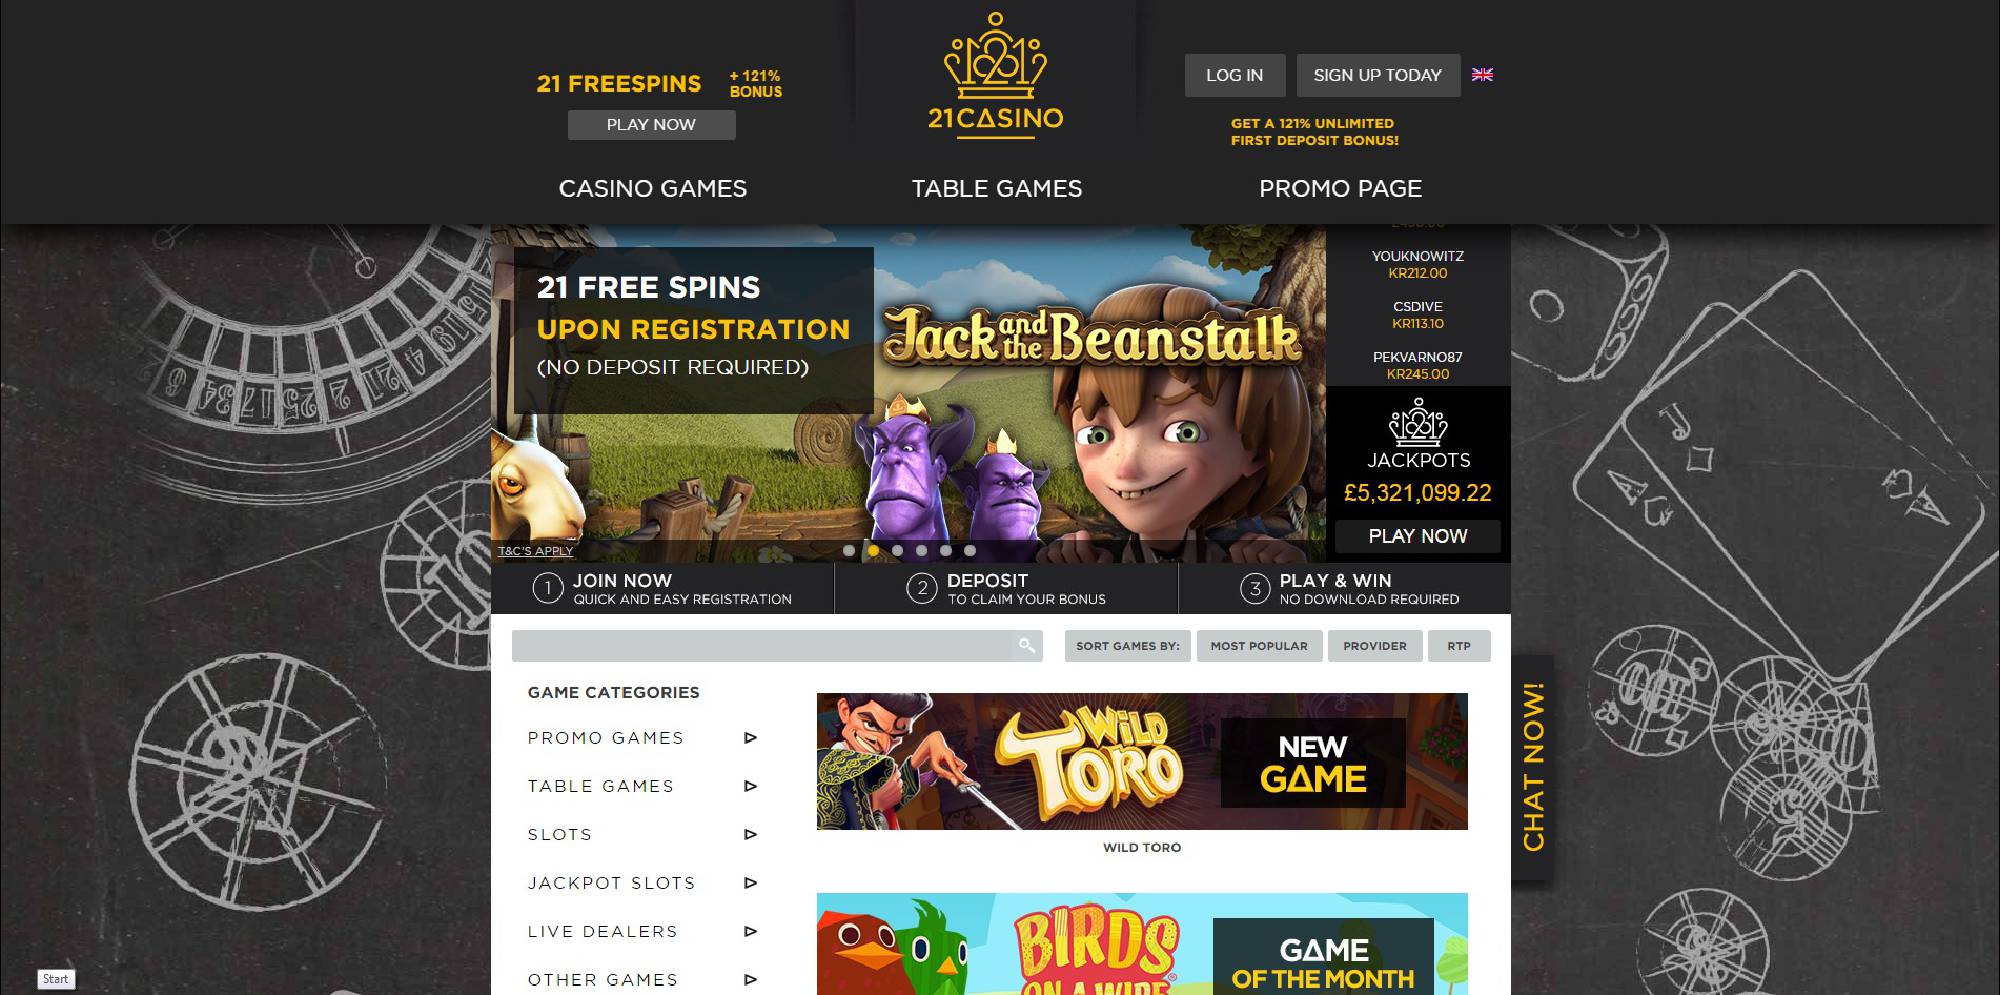 21 FREESPINS
+ 121%
BONUS
PLAY NOW
21CASINO
LOG IN
SIGN UP TODAY
GET A 121% UNLIMITED
FIRST DEPOSIT BONUS!
CASINO GAMES
TABLE GAMES
PROMO PAGE
21 FREE SPINS
UPON REGISTRATION
(NO DEPOSIT REQUIRED)
Jack and the Beanstalk
T&C'S APPLY
YOUKNOWITZ
KR212.00
CSDIVE
KR113.10
PEKVARNO87
KR245.00
JACKPOTS
£5,321,099.22
PLAY NOW
1 JOIN NOW
QUICK AND EASY REGISTRATION
2 DEPOSIT
TO CLAIM YOUR BONUS
3 PLAY & WIN
NO DOWNLOAD REQUIRED
SORT GAMES BY:
MOST POPULAR
PROVIDER
RTP
GAME CATEGORIES
PROMO GAMES
TABLE GAMES
SLOTS
JACKPOT SLOTS
LIVE DEALERS
OTHER GAMES
WILD
TORO
NEW
GAME
WILD TORO
BIRDS
ON A WIRE
GAME
OF THE MONTH
CHAT NOW!
Start